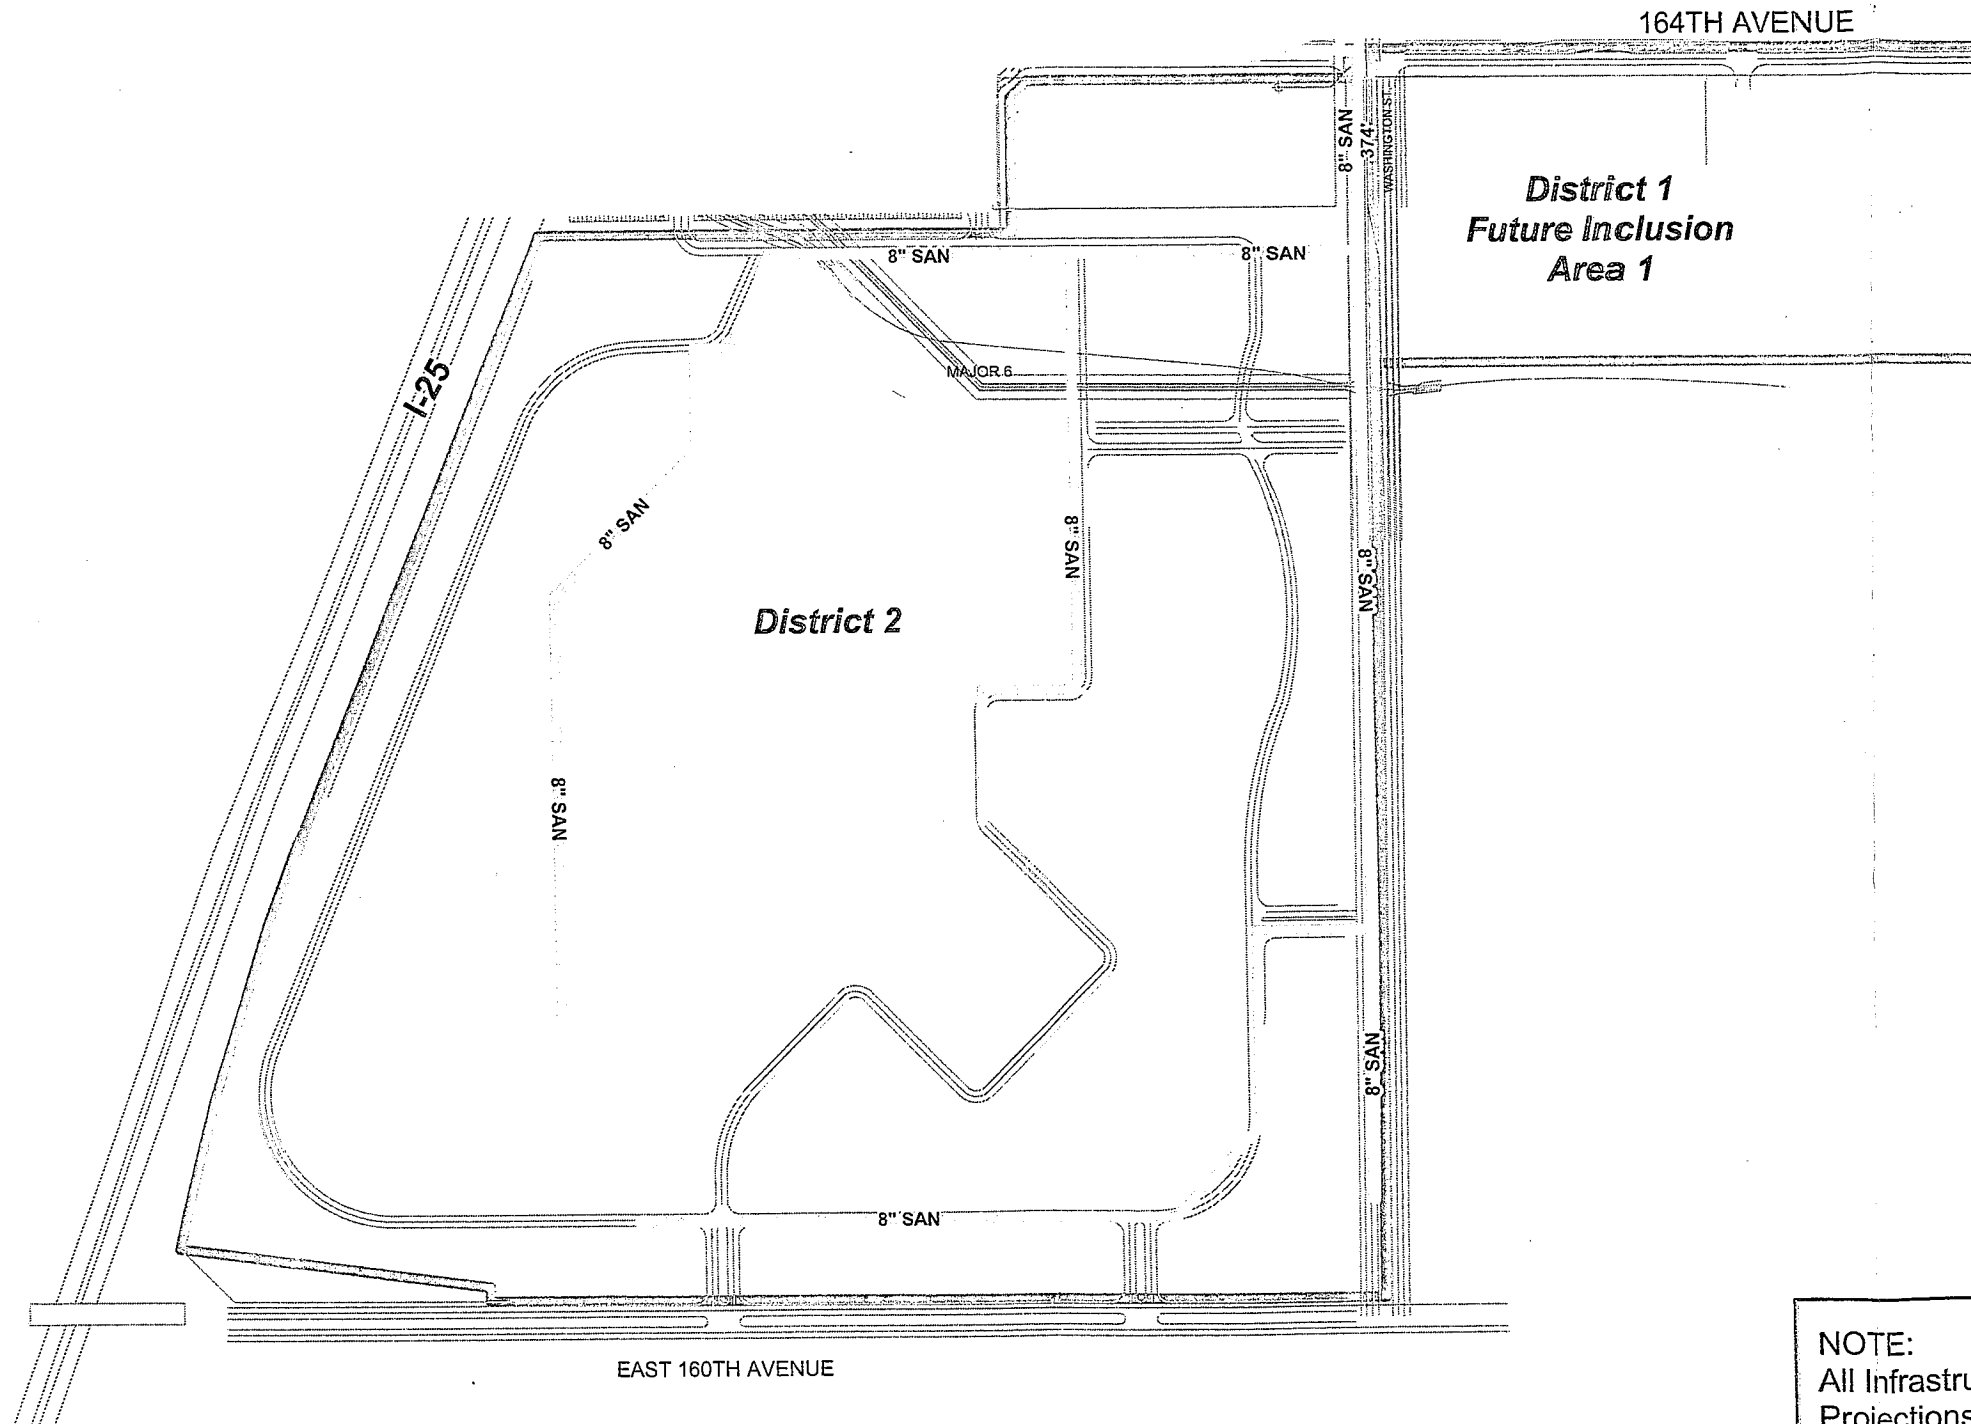 164TH AVENUE
8" SAN
374'
WASHINGTON ST.
District 1
Future Inclusion
Area 1
8" SAN
8" SAN
I-25
MAJOR 6
8" SAN
8" SAN
8" SAN
District 2
8" SAN
8" SAN
8" SAN
EAST 160TH AVENUE
NOTE:
All Infrastru
Projections